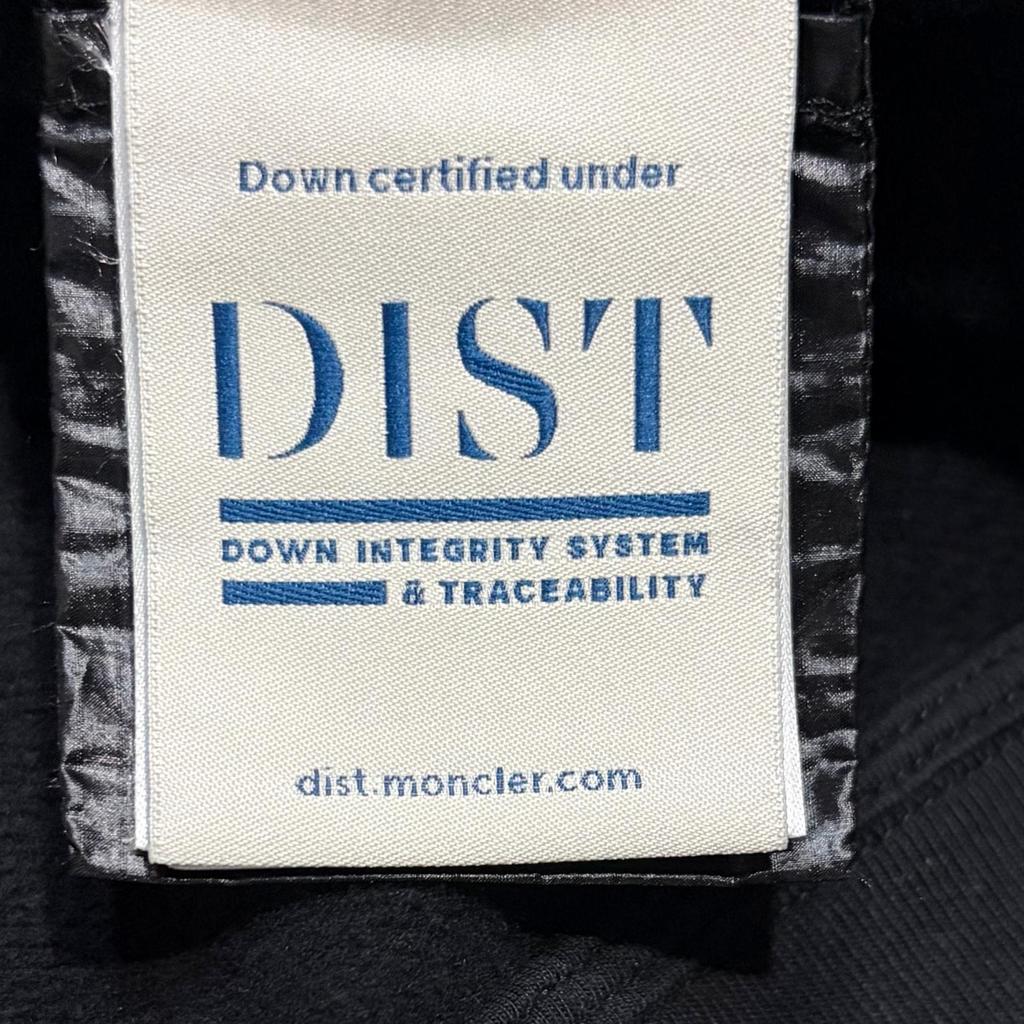 Down certified under
DIST
DOWN INTEGRITY SYSTEM
& TRACEABILITY
dist.moncler.com